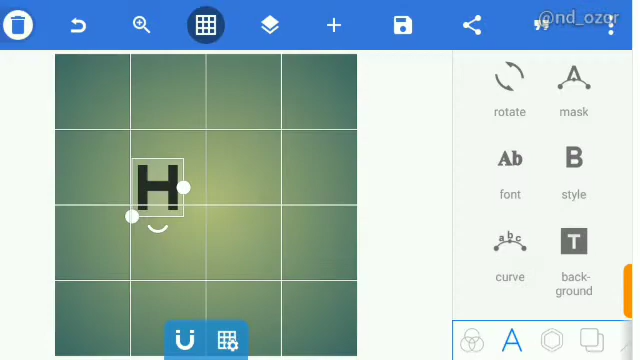 @nd_ozor
H
rotate
mask
Ab
font
B
style
abc
curve
T
back-
ground
A